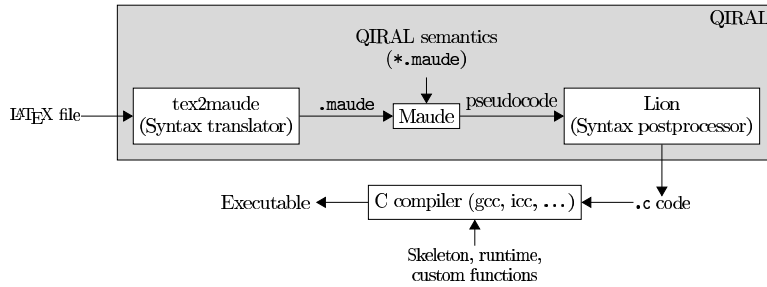 QIRAL
QIRAL semantics
(*.maude)
LATEX file
tex2maude
(Syntax translator)
.maude
Maude
pseudocode
Lion
(Syntax postprocessor)
Executable
C compiler (gcc, icc, ...)
.c code
Skeleton, runtime,
custom functions